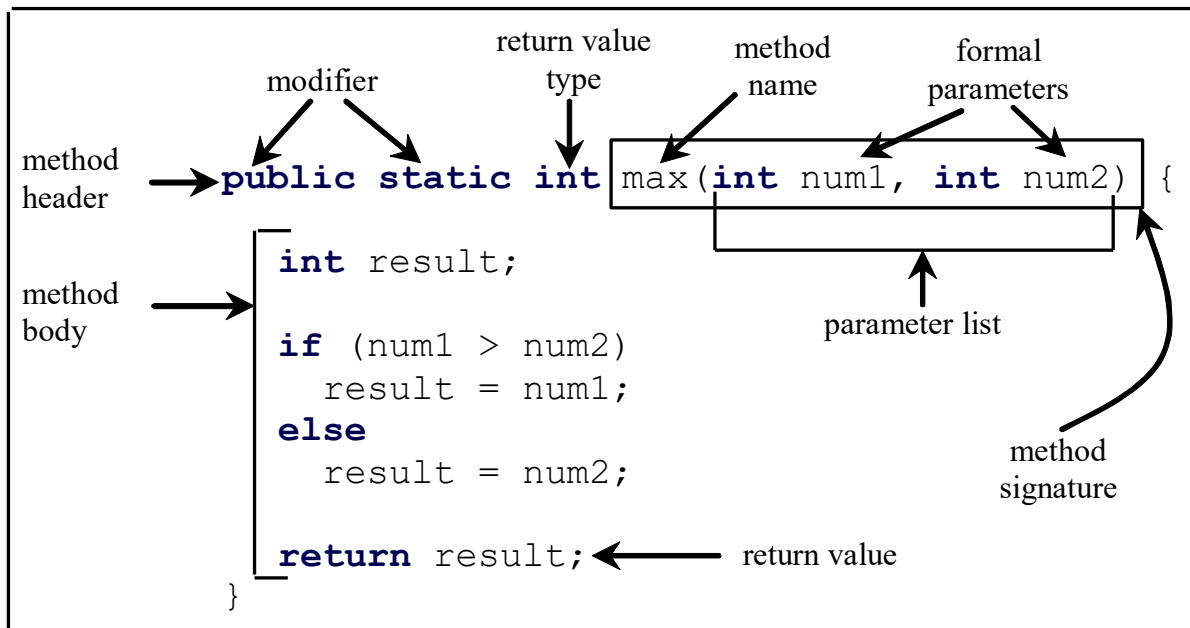 return value
type
method
name
formal
parameters
modifier
method
header
public static int max(int num1, int num2) {
int result;
method
body
parameter list
if (num1 > num2)
result = num1;
else
result = num2;
method
signature
return result;
return value
}